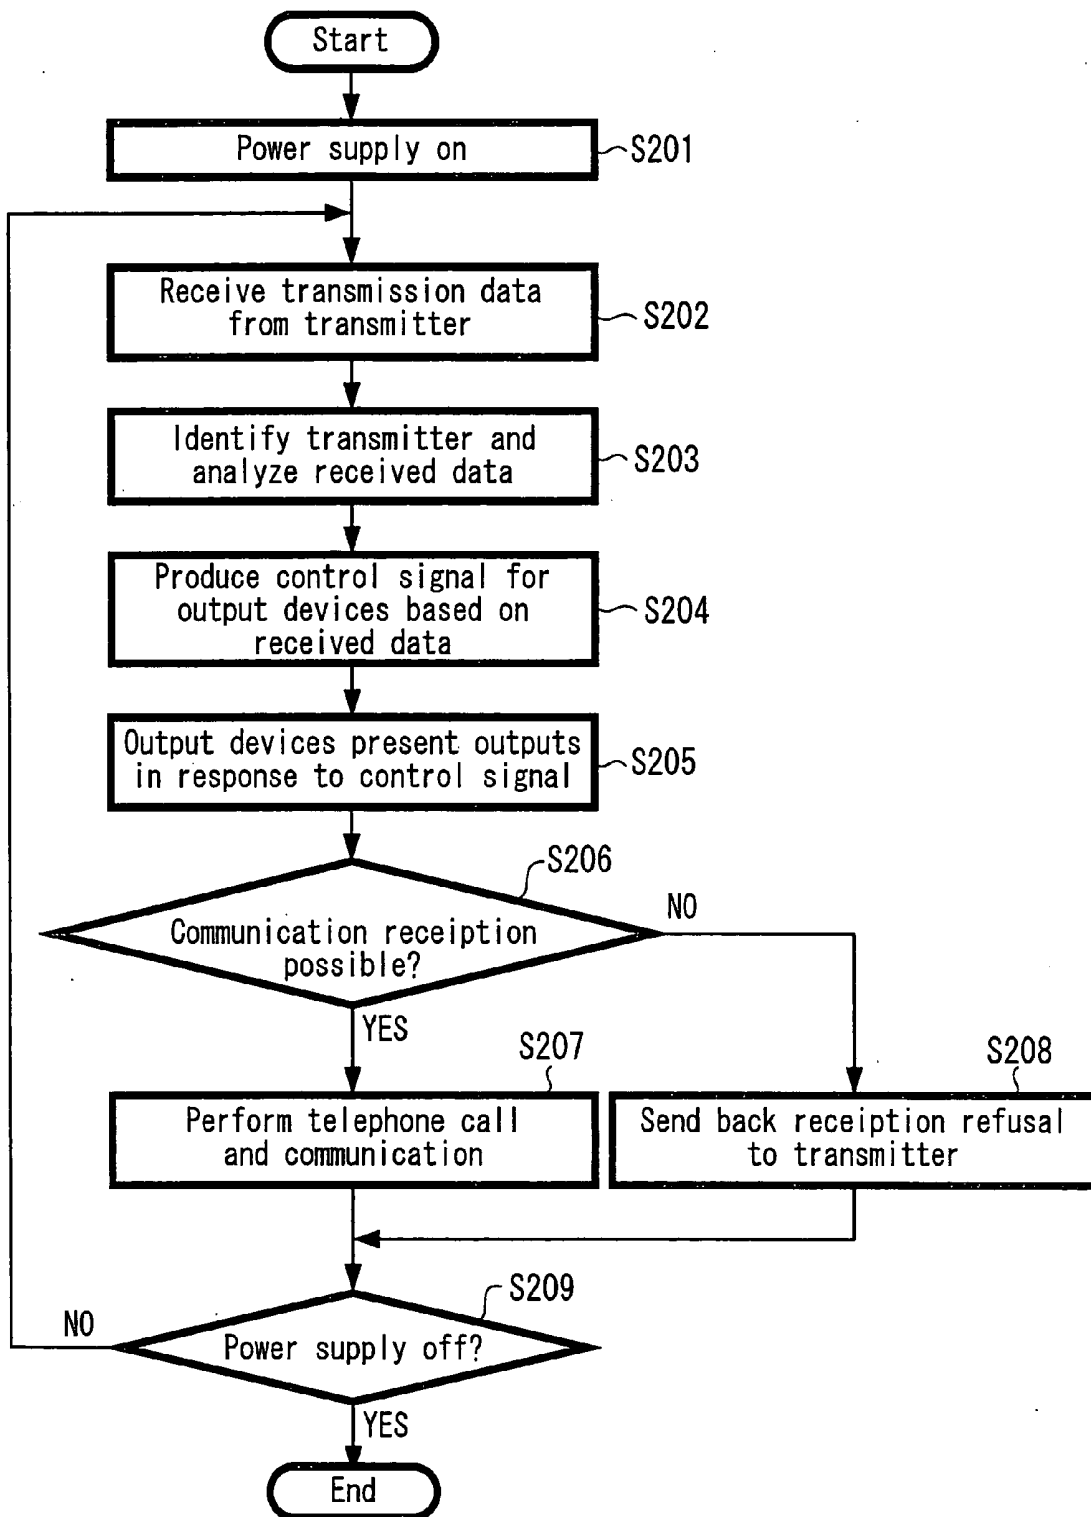 Start
Power supply on
S201
Receive transmission data
from transmitter
S202
Identify transmitter and
analyze received data
S203
Produce control signal for
output devices based on
received data
S204
Output devices present outputs
in response to control signal
S205
S206
Communication receiption
possible?
NO
YES
S207
Perform telephone call
and communication
S208
Send back receiption refusal
to transmitter
S209
Power supply off?
NO
YES
End